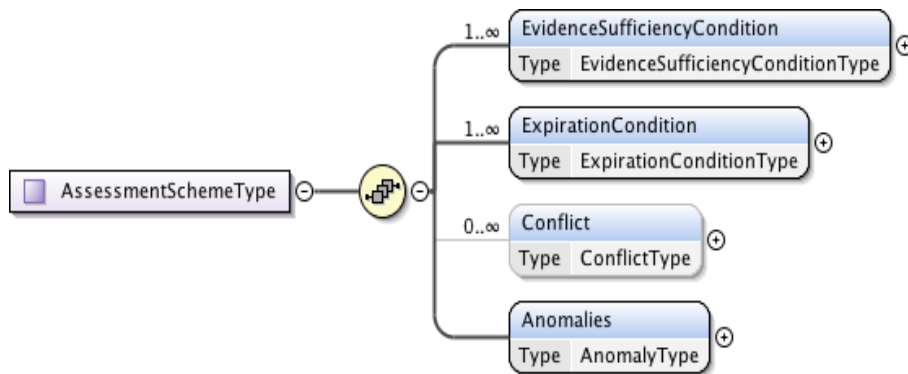 1..∞
EvidenceSufficiencyCondition
Type EvidenceSufficiencyConditionType
1..∞
ExpirationCondition
Type ExpirationConditionType
AssessmentSchemeType
0..∞
Conflict
Type ConflictType
Anomalies
Type AnomalyType